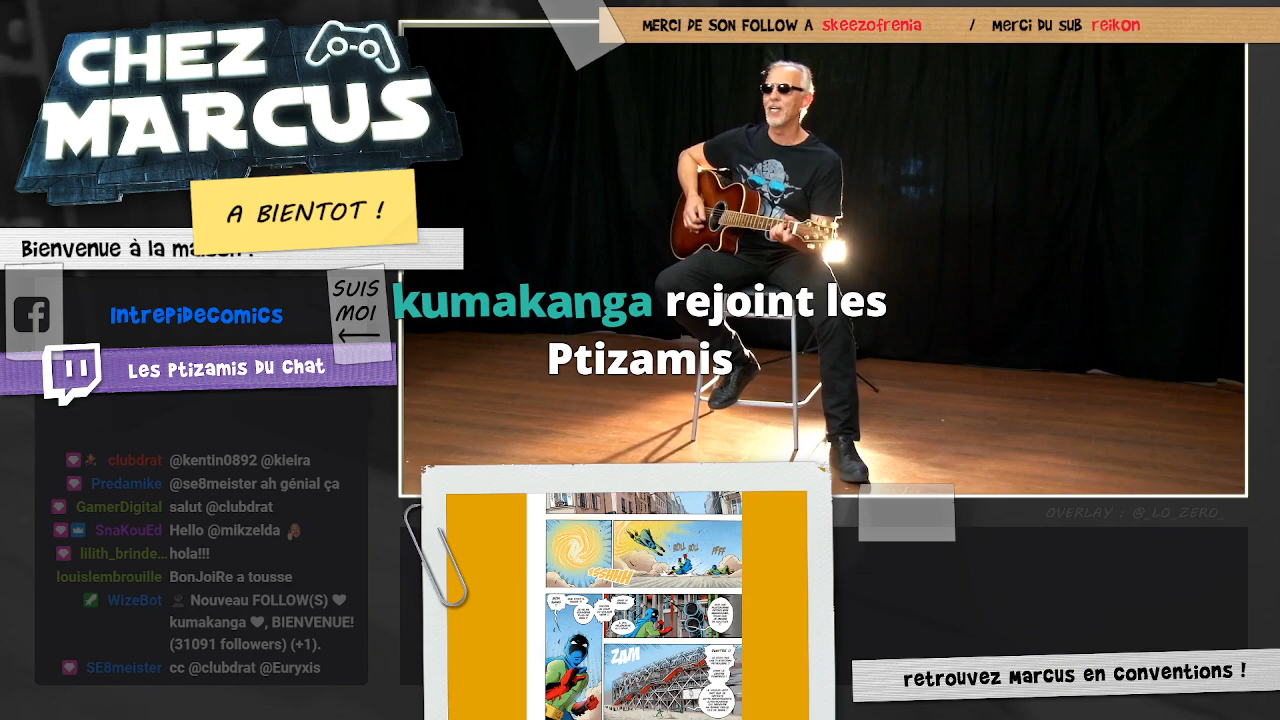 MERCI DE SON FOLLOW A skeezofrenia / merci du sub reikon
CHEZ
MARCUS
A BIENTOT !
Bienvenue à la
SUIS
MOI
IntrepideComics
kumakanga rejoint les
Ptizamis
Les Ptizamis du Chat
clubdrat @kentin0892 @kieira
Predamike @se8meister ah génial ça
GamerDigital salut @clubdrat
SnaKouEd Hello @mikzelda
lilith_brinde... hola!!!
louislembrouille BonJoiRe a tousse
WizeBot Nouveau FOLLOW(S)
kumakanga , BIENVENUE!
(31091 followers) (+1).
SE8meister cc @clubdrat @Euryxis
OVERLAY : @_LO_ZERO_
ZAM
retrouvez Marcus en conventions !